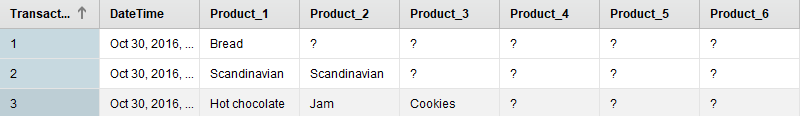 Transact... DateTime Product_1 Product_2 Product_3 Product_4 Product_5 Product_6
1 Oct 30, 2016, ... Bread ? ? ? ? ?
2 Oct 30, 2016, ... Scandinavian Scandinavian ? ? ? ?
3 Oct 30, 2016, ... Hot chocolate Jam Cookies ? ? ?